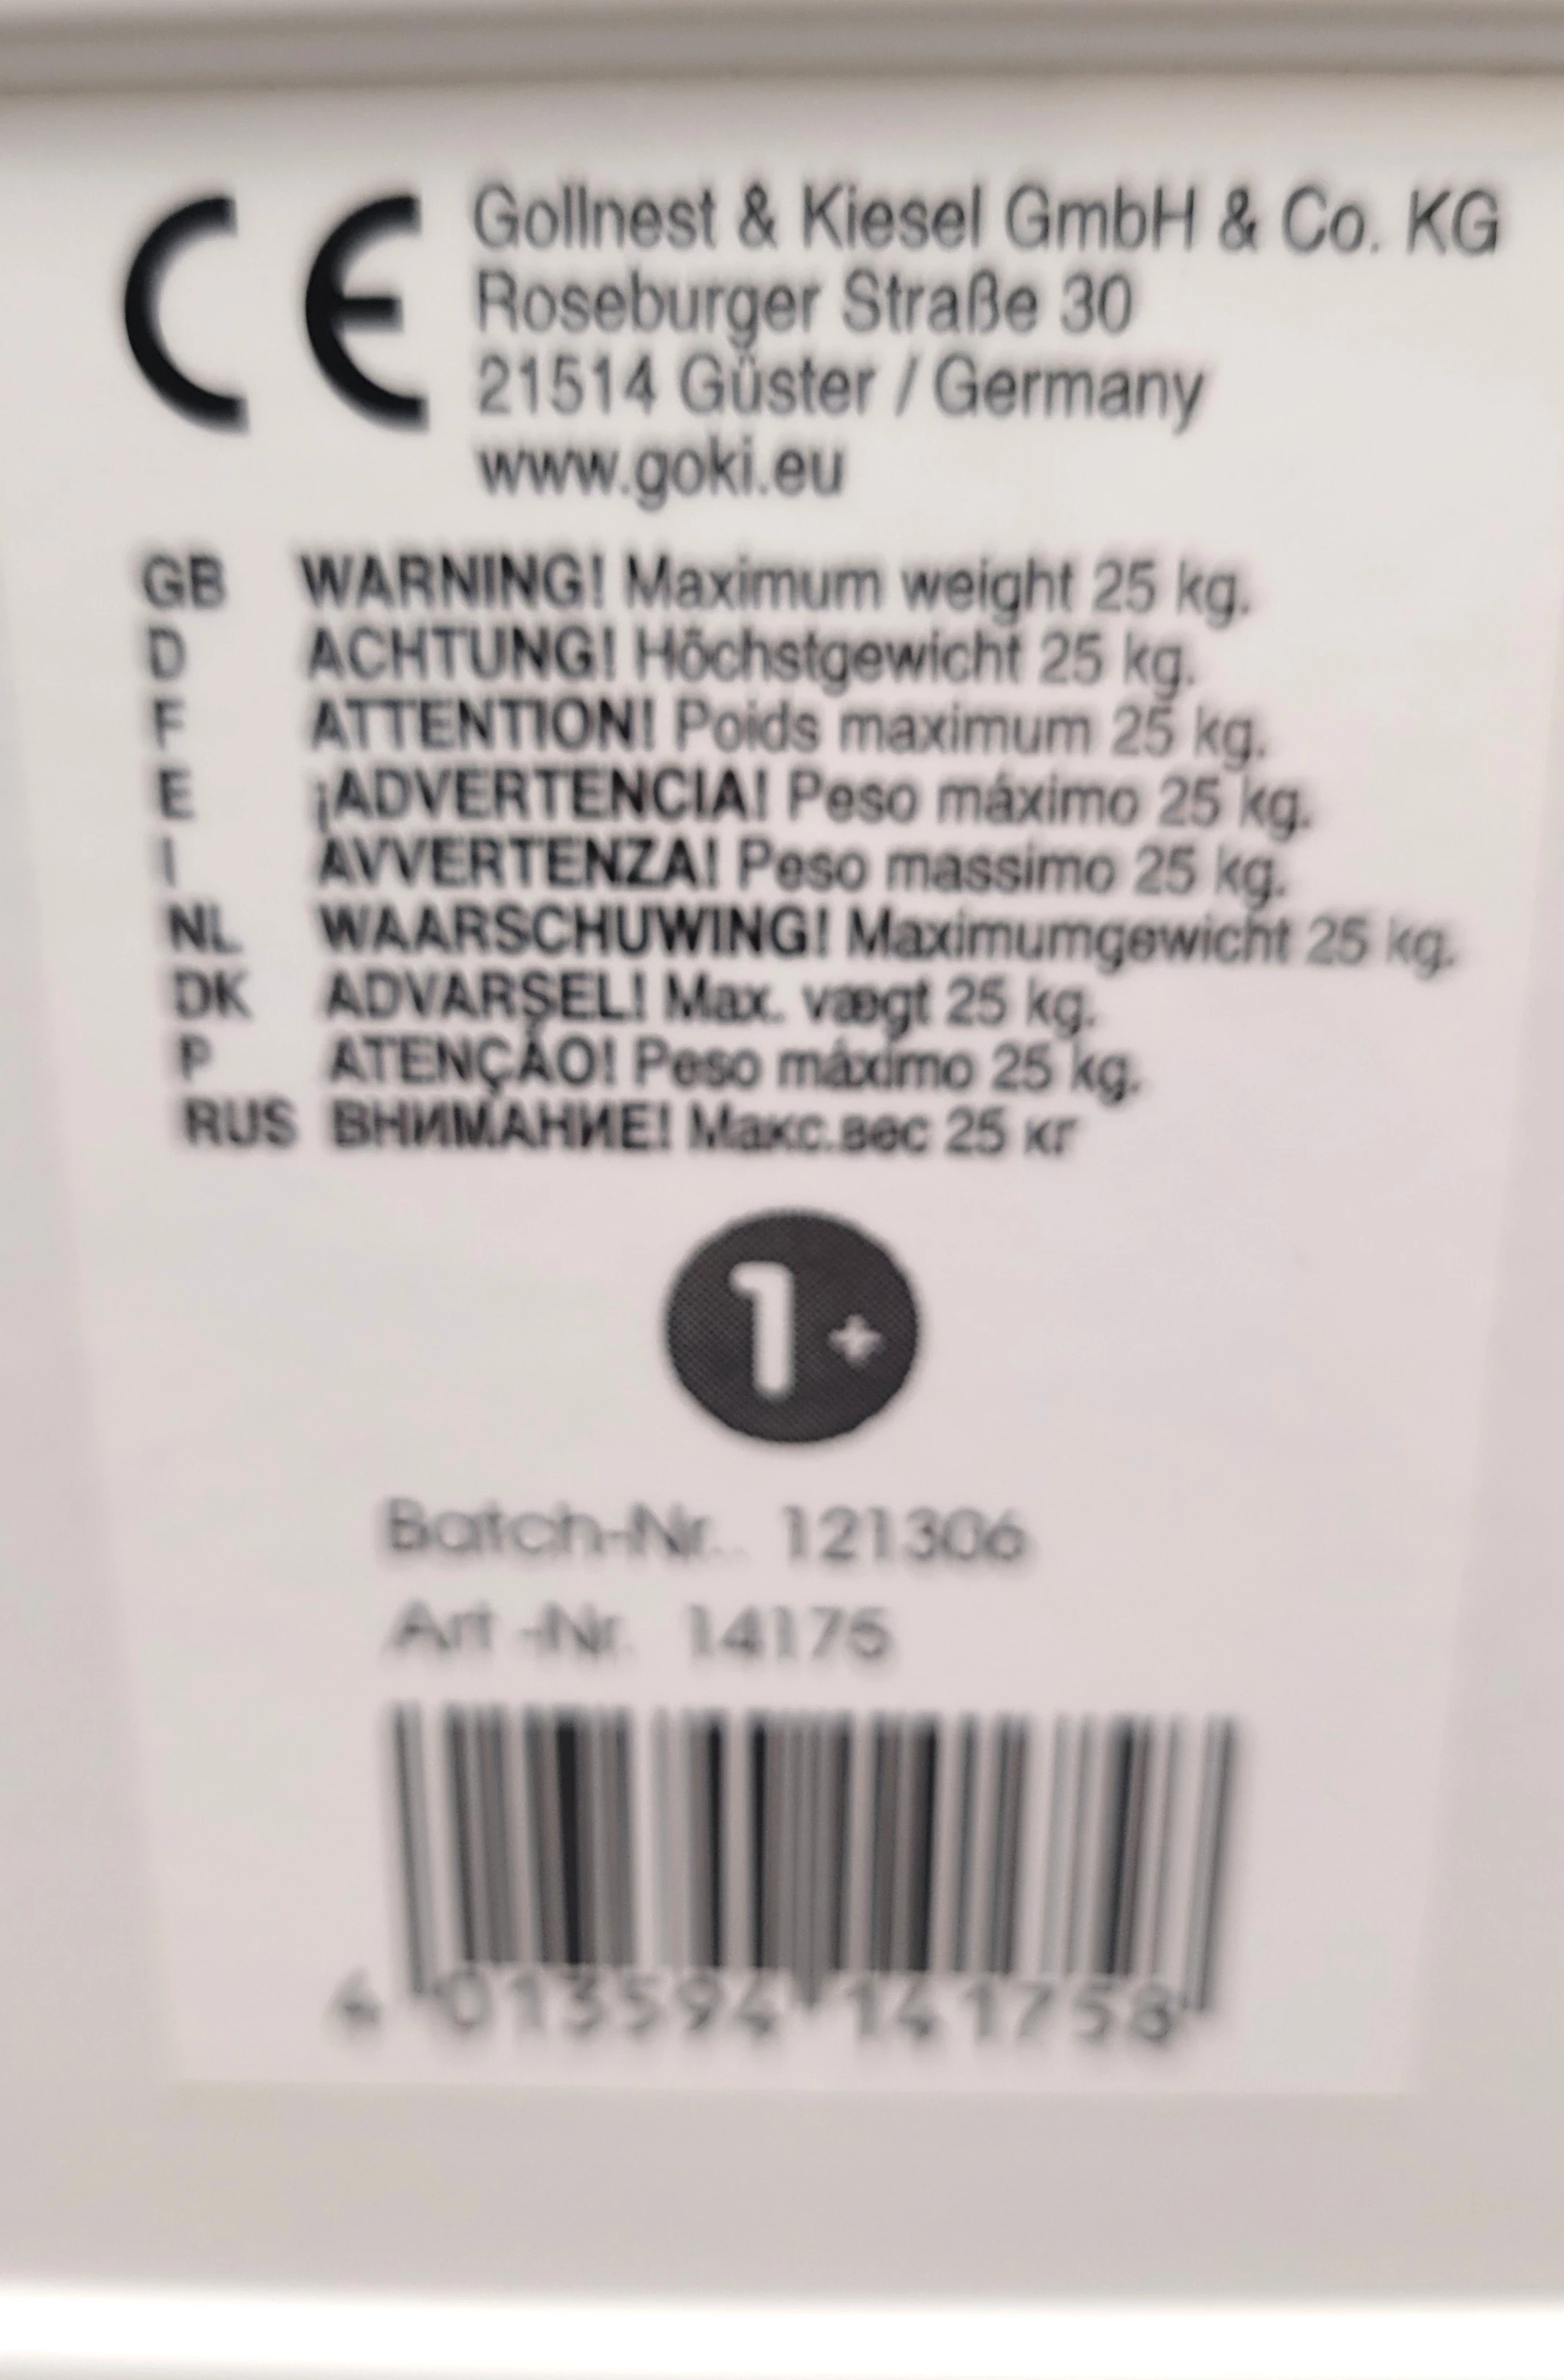 CE
Gollnest & Kiesel GmbH & Co. KG
Roseburger Straße 30
21514 Güster / Germany
www.goki.eu
GB WARNING! Maximum weight 25 kg.
D ACHTUNG! Höchstgewicht 25 kg.
F ATTENTION! Poids maximum 25 kg.
E ¡ADVERTENCIA! Peso máximo 25 kg.
I AVVERTENZA! Peso massimo 25 kg.
NL WAARSCHUWING! Maximumgewicht 25 kg.
DK ADVARSEL! Max. vægt 25 kg.
P ATENÇÃO! Peso máximo 25 kg.
RUS ВНИМАНИЕ! Макс.вес 25 кг
1+
Batch-Nr.. 121306
Art -Nr. 14175
4 013594 141758